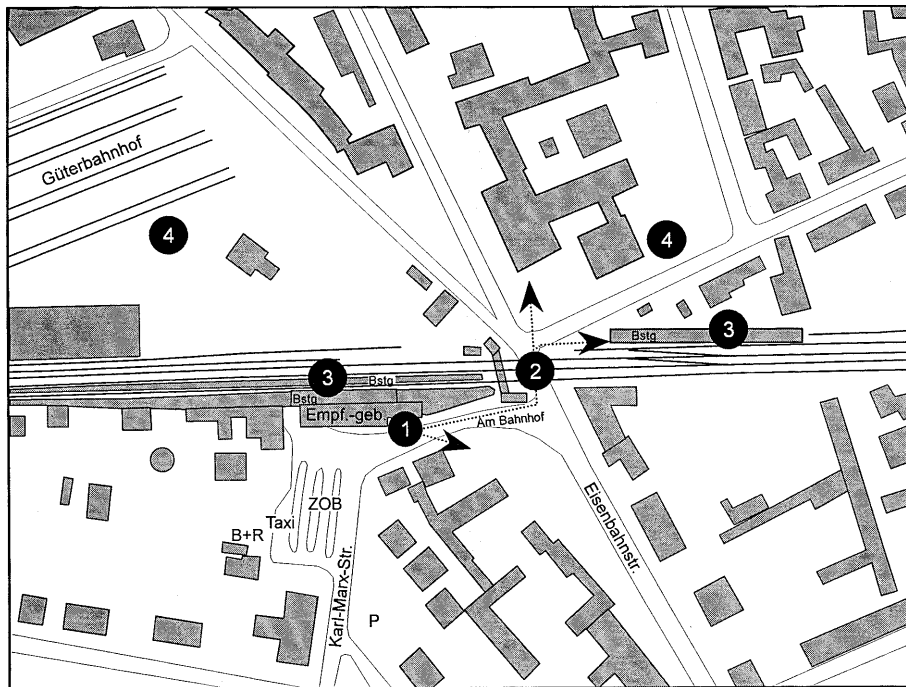 Güterbahnhof
4
4
3
Bstg
3
Bstg
2
Bstg
Empf.-geb.
1
Am Bahnhof
ZOB
Taxi
B+R
Karl-Marx-Str.
Eisenbahnstr.
P